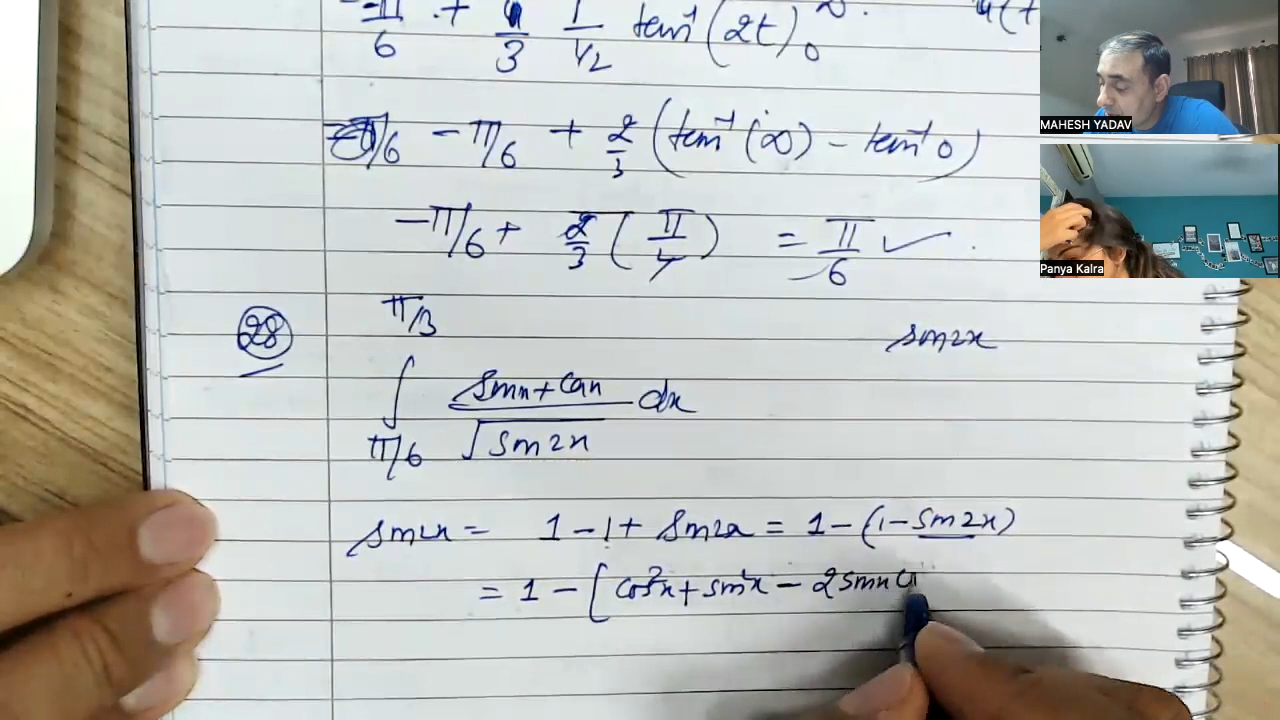 -π/6 + 4/3 1/1/2 tan⁻¹(2t)₀^∞
π/6 - π/6 + 2/3 (tan⁻¹(∞) - tan⁻¹0)
-π/6 + 2/3 (π/4) = π/6 ✓
28
∫_{π/6}^{π/3} (sinx + cosx)/√(sin2x) dx
sin2x
sin2x = 1 - 1 + sin2x = 1 - (1 - sin2x)
= 1 - [cos²x + sin²x - 2sinx
MAHESH YADAV
Panya Kalra